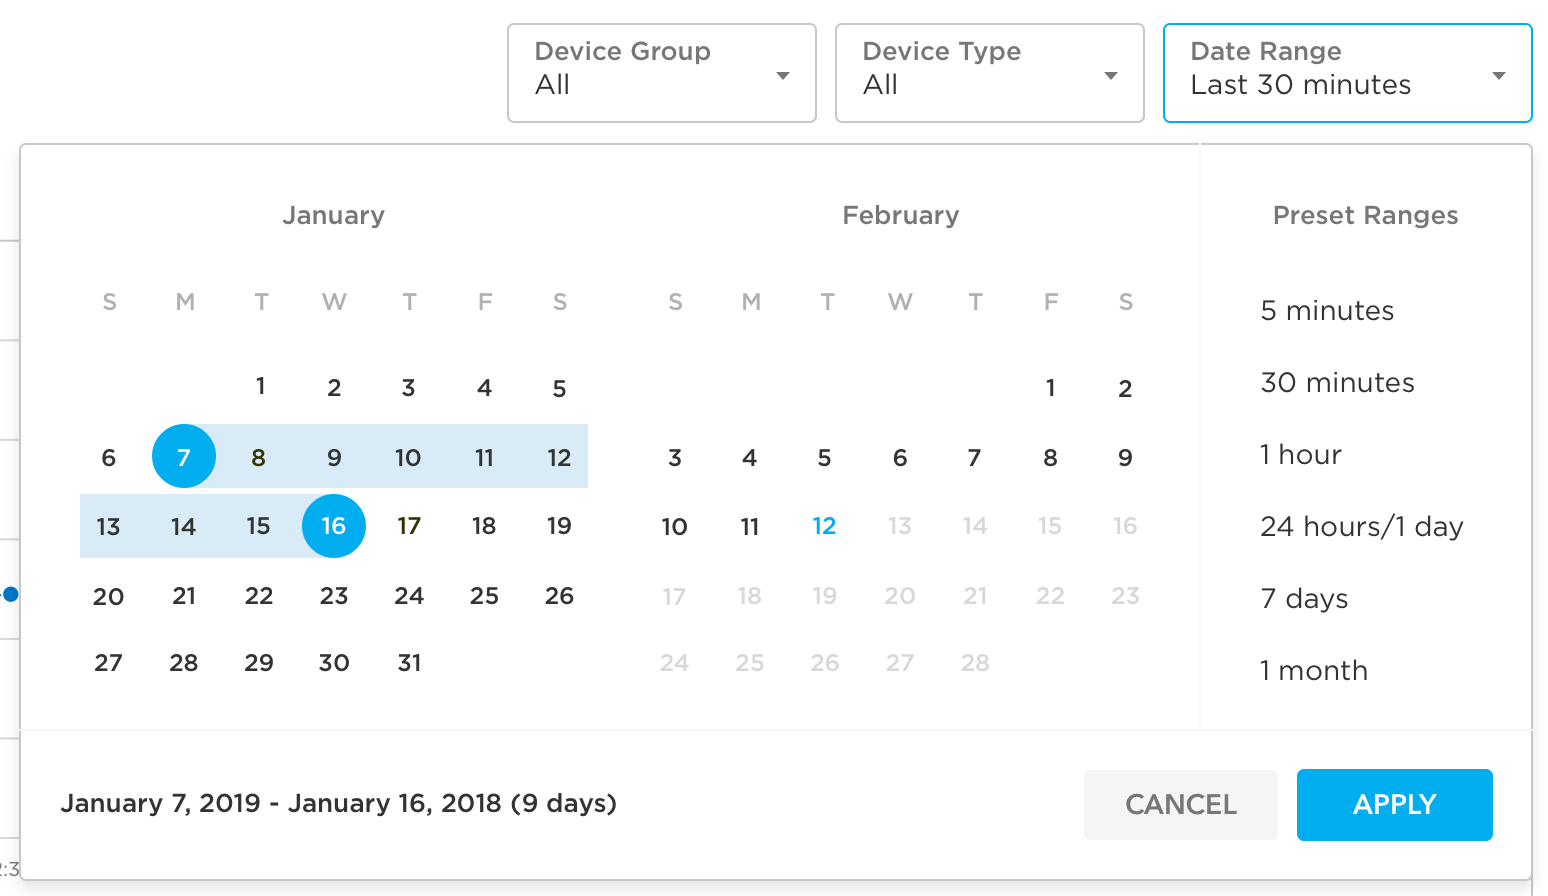 Device Group
All
Device Type
All
Date Range
Last 30 minutes
January
S M T W T F S
1 2 3 4 5
6 7 8 9 10 11 12
13 14 15 16 17 18 19
20 21 22 23 24 25 26
27 28 29 30 31
February
S M T W T F S
1 2
3 4 5 6 7 8 9
10 11 12 13 14 15 16
17 18 19 20 21 22 23
24 25 26 27 28
Preset Ranges
5 minutes
30 minutes
1 hour
24 hours/1 day
7 days
1 month
January 7, 2019 - January 16, 2018 (9 days)
CANCEL
APPLY